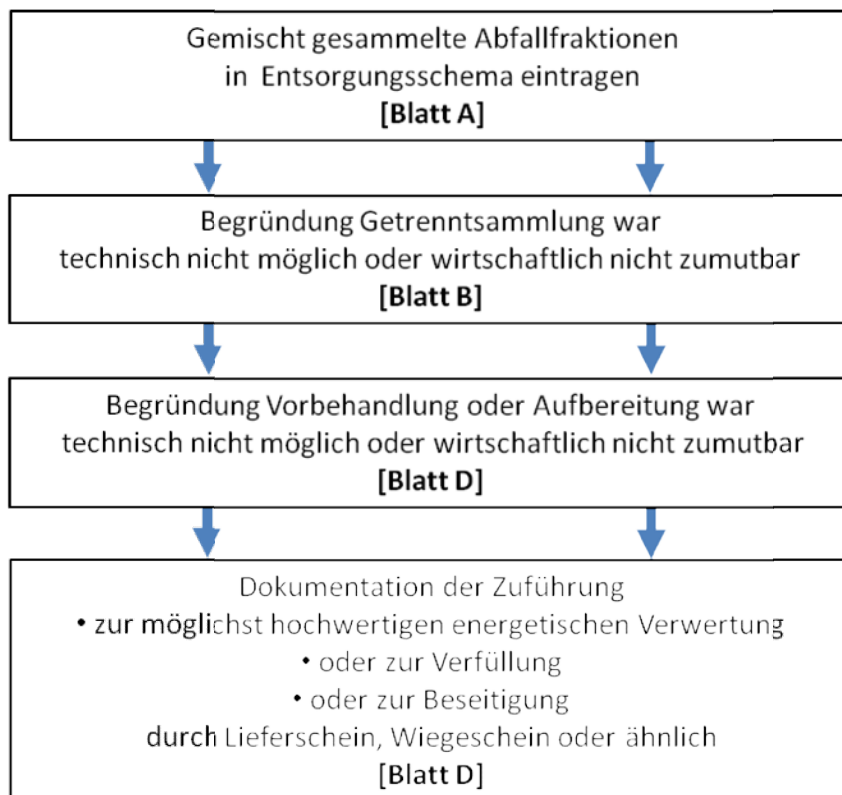 Gemischt gesammelte Abfallfraktionen
in Entsorgungsschema eintragen
[Blatt A]
Begründung Getrenntsammlung war
technisch nicht möglich oder wirtschaftlich nicht zumutbar
[Blatt B]
Begründung Vorbehandlung oder Aufbereitung war
technisch nicht möglich oder wirtschaftlich nicht zumutbar
[Blatt D]
Dokumentation der Zuführung
• zur möglichst hochwertigen energetischen Verwertung
• oder zur Verfüllung
• oder zur Beseitigung
durch Lieferschein, Wiegeschein oder ähnlich
[Blatt D]